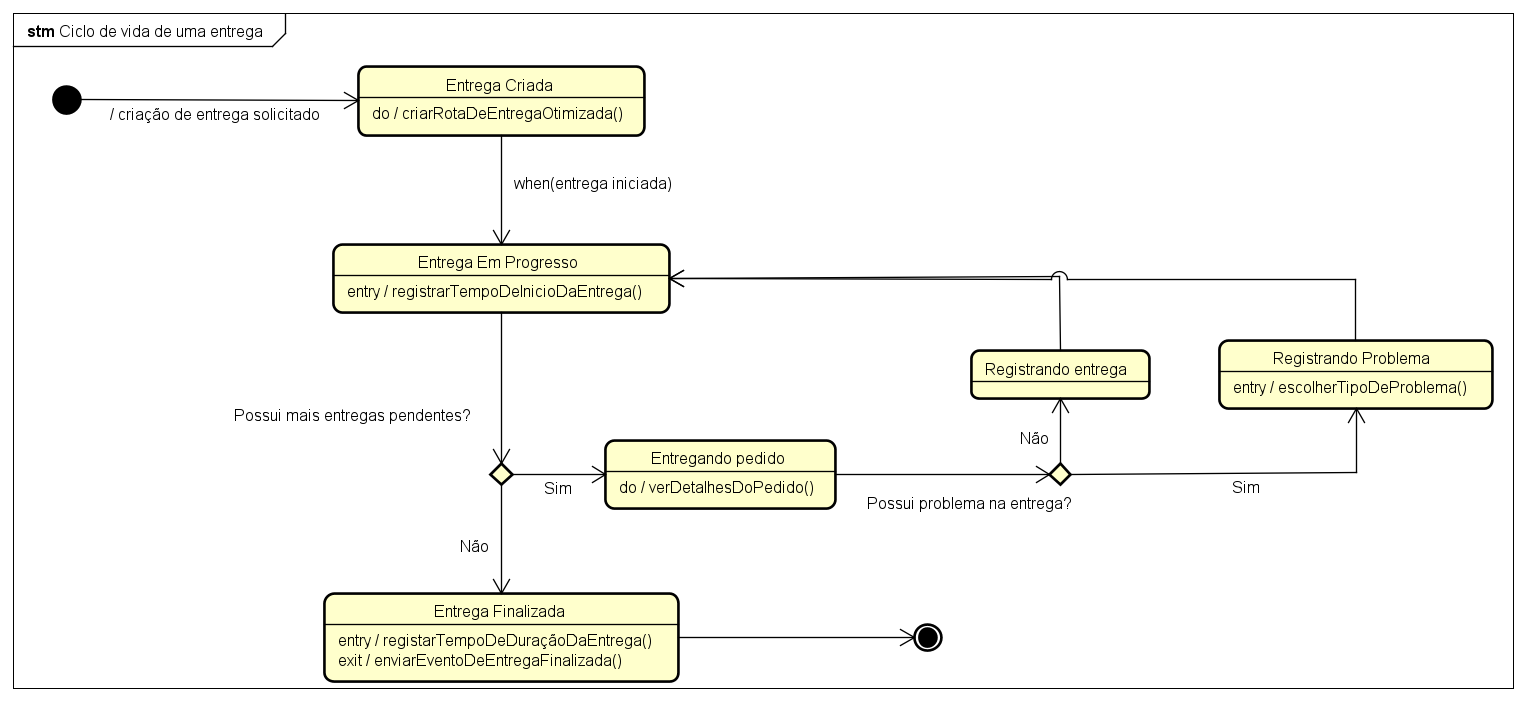 stm Ciclo de vida de uma entrega
Entrega Criada
do / criarRotaDeEntregaOtimizada()
/ criação de entrega solicitado
when(entrega iniciada)
Entrega Em Progresso
entry / registrarTempoDeInicioDaEntrega()
Registrando entrega
Registrando Problema
entry / escolherTipoDeProblema()
Possui mais entregas pendentes?
Não
Entregando pedido
do / verDetalhesDoPedido()
Sim
Sim
Possui problema na entrega?
Não
Entrega Finalizada
entry / registarTempoDeDuraçãoDaEntrega()
exit / enviarEventoDeEntregaFinalizada()